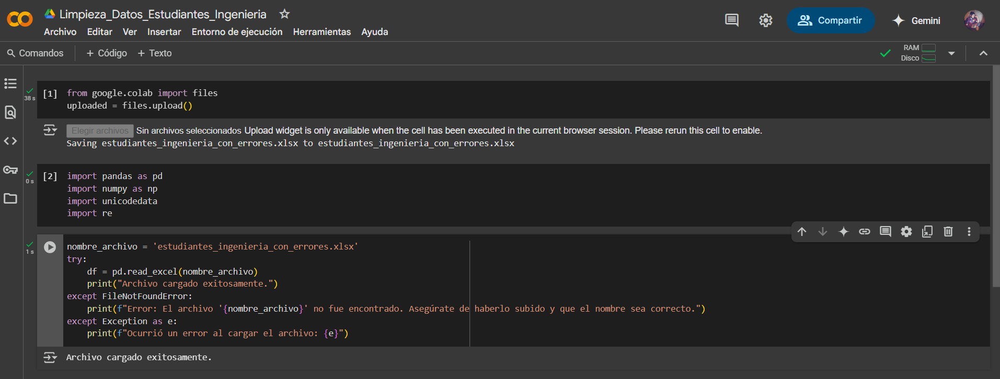 Limpieza_Datos_Estudiantes_Ingenieria
Archivo Editar Ver Insertar Entorno de ejecución Herramientas Ayuda
Compartir
Gemini
Comandos + Código + Texto
RAM
Disco
38 s
[1] from google.colab import files
uploaded = files.upload()
Elegir archivos Sin archivos seleccionados Upload widget is only available when the cell has been executed in the current browser session. Please rerun this cell to enable.
Saving estudiantes_ingenieria_con_errores.xlsx to estudiantes_ingenieria_con_errores.xlsx
0 s
[2] import pandas as pd
import numpy as np
import unicodedata
import re
1 s
nombre_archivo = 'estudiantes_ingenieria_con_errores.xlsx'
try:
    df = pd.read_excel(nombre_archivo)
    print("Archivo cargado exitosamente.")
except FileNotFoundError:
    print(f"Error: El archivo '{nombre_archivo}' no fue encontrado. Asegúrate de haberlo subido y que el nombre sea correcto.")
except Exception as e:
    print(f"Ocurrió un error al cargar el archivo: {e}")
Archivo cargado exitosamente.